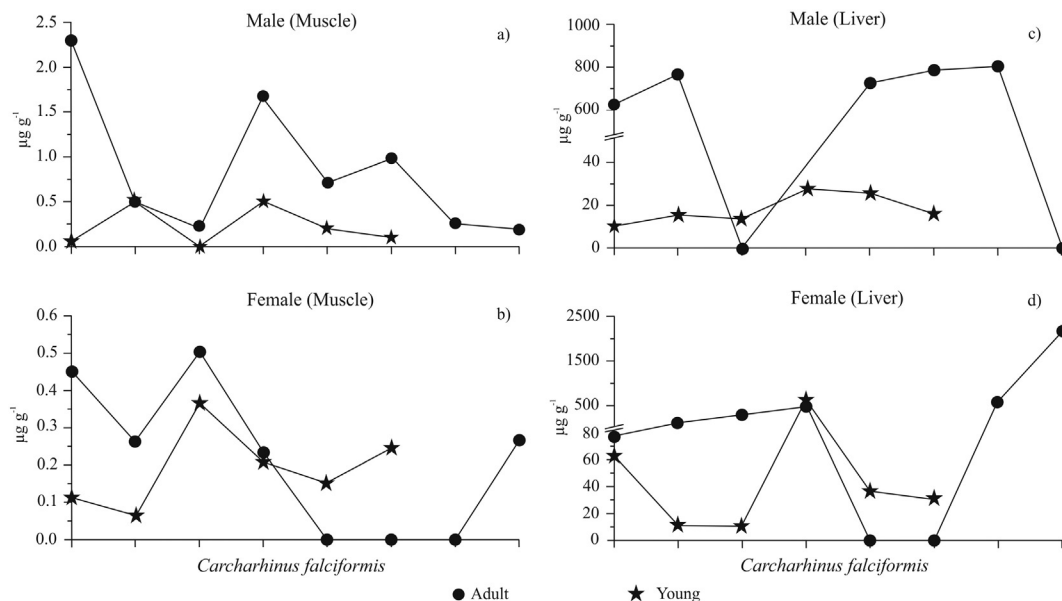 Male (Muscle)
a)
2.5
2.0
1.5
1.0
0.5
0.0
µg g-1
Male (Liver)
c)
1000
800
600
40
20
0
µg g-1
Female (Muscle)
b)
0.6
0.5
0.4
0.3
0.2
0.1
0.0
µg g-1
Carcharhinus falciformis
Female (Liver)
d)
2500
1500
500
80
60
40
20
0
µg g-1
Carcharhinus falciformis
Adult
Young